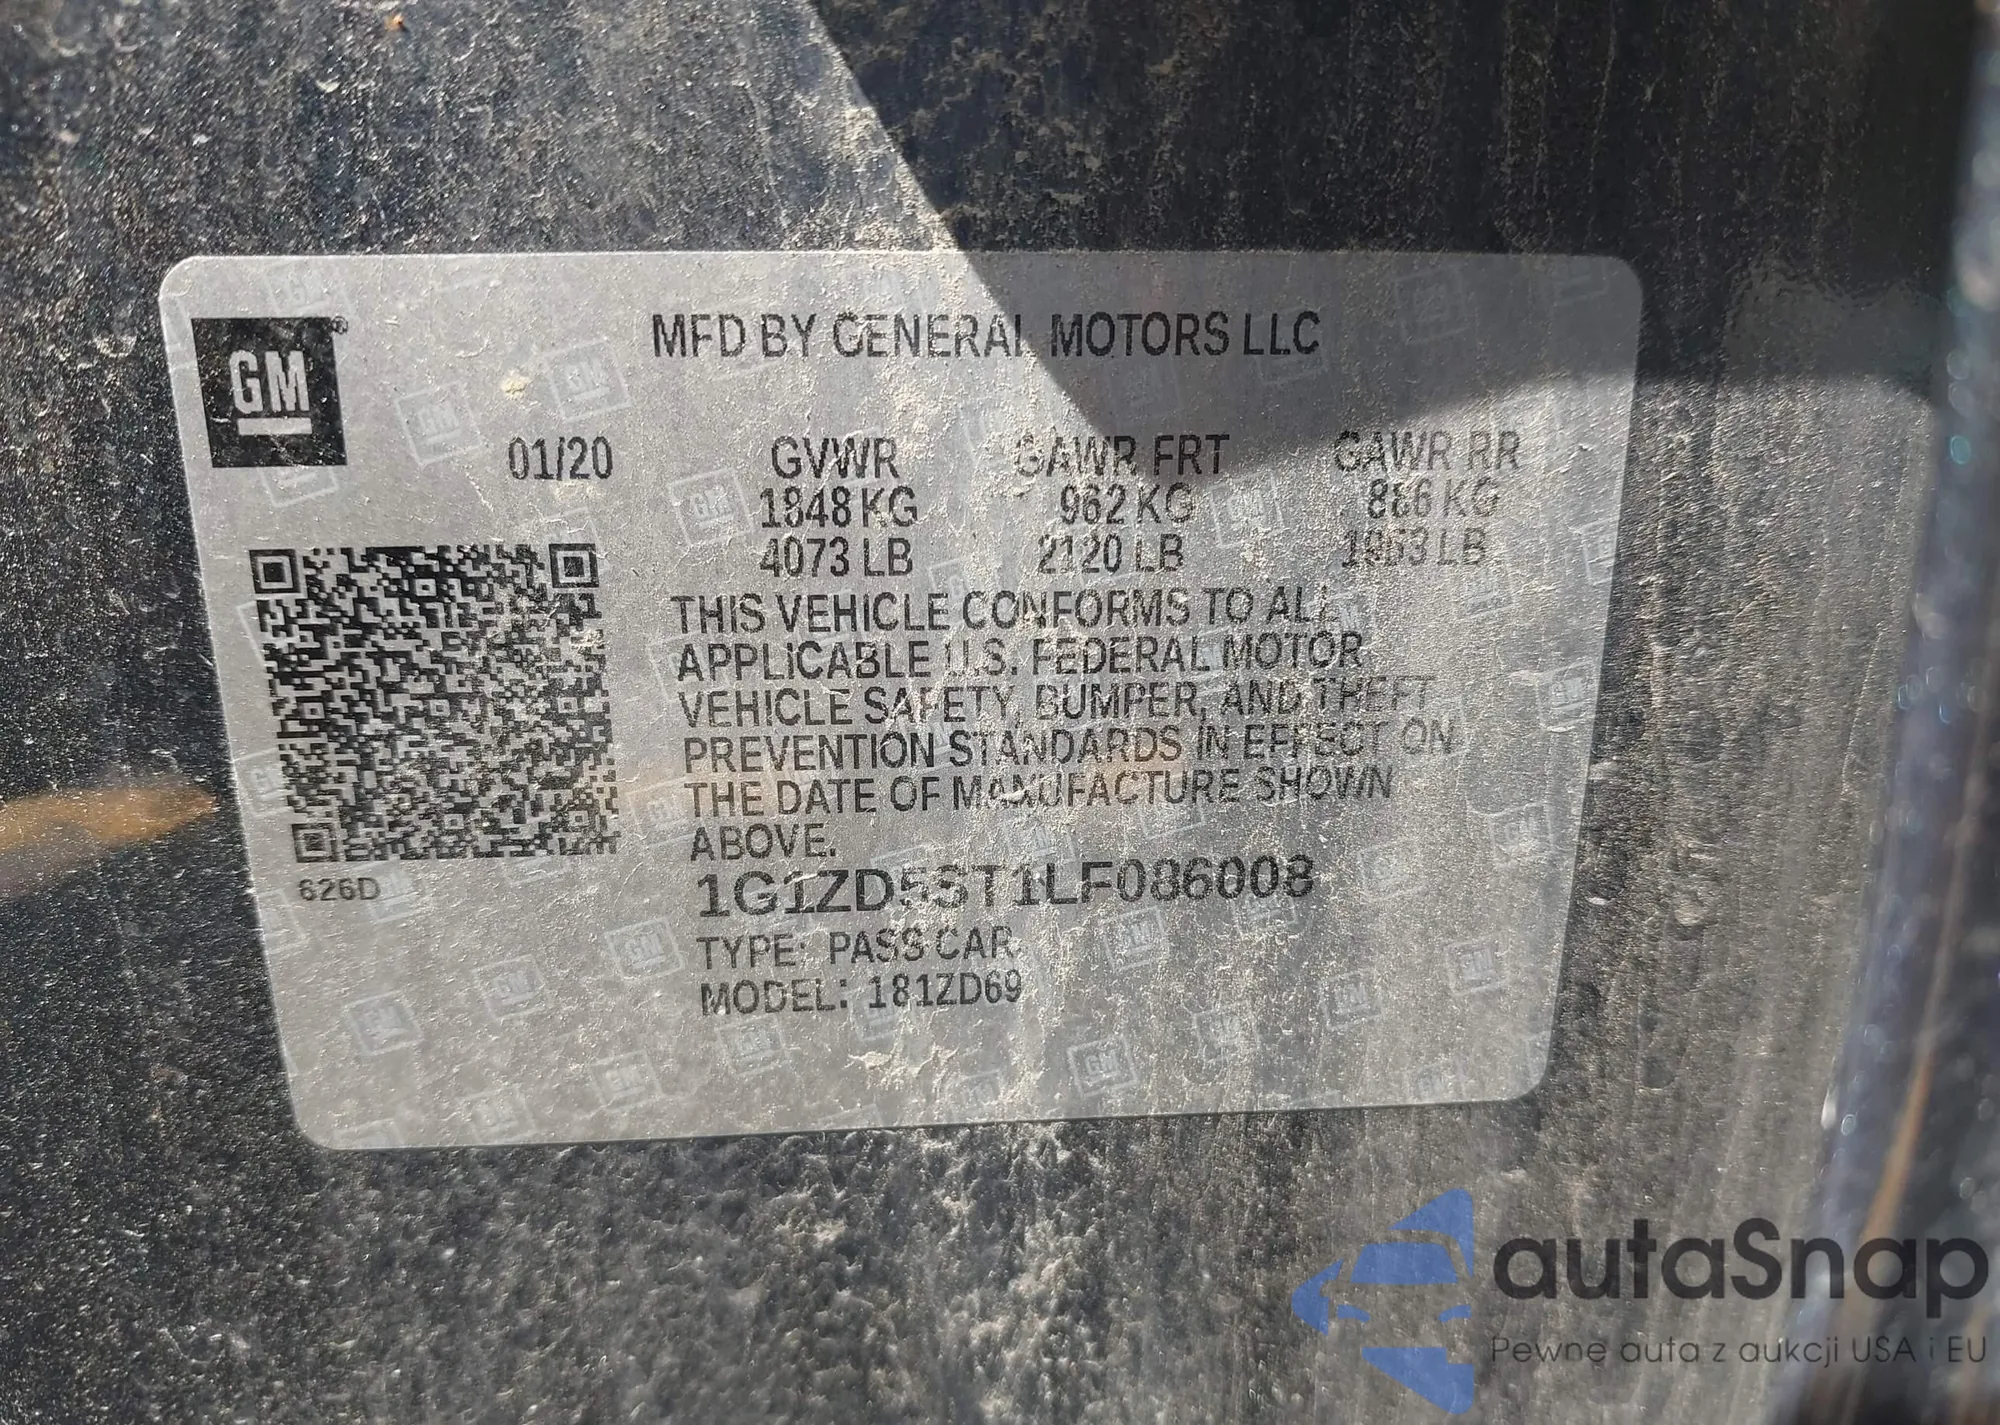 GM
MFD BY GENERAL MOTORS LLC
01/20 GVWR GAWR FRT GAWR RR
1848 KG 962 KG 886 KG
4073 LB 2120 LB 1953 LB
THIS VEHICLE CONFORMS TO ALL
APPLICABLE U.S. FEDERAL MOTOR
VEHICLE SAFETY, BUMPER, AND THEFT
PREVENTION STANDARDS IN EFFECT ON
THE DATE OF MANUFACTURE SHOWN
ABOVE.
626D
1G1ZD5ST1LF086008
TYPE: PASS CAR
MODEL: 181ZD69
autaSnap
Pewne auta z aukcji USA i EU